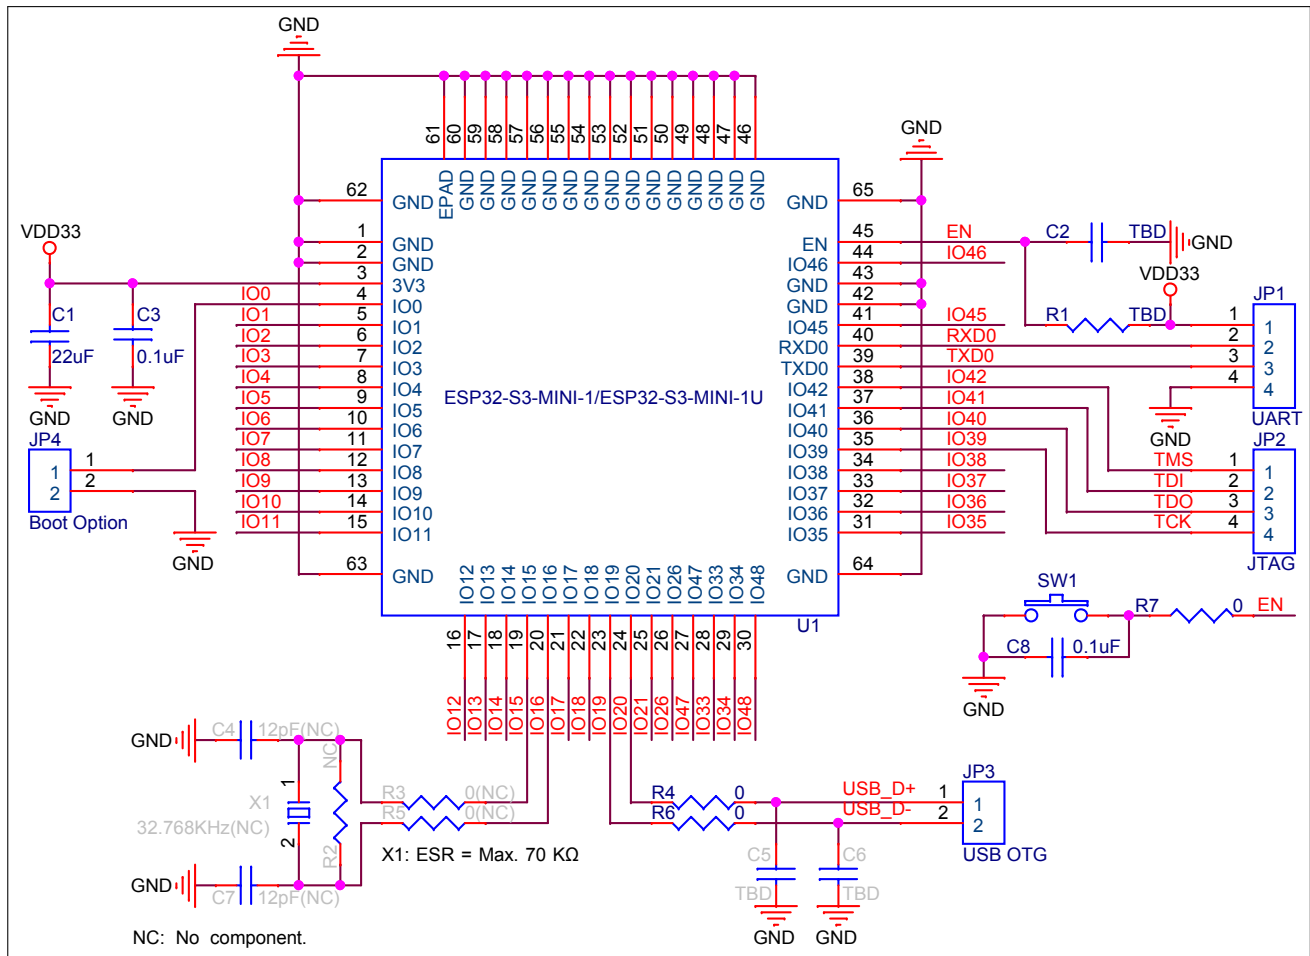 GND
61 60 59 58 57 56 55 54 53 52 51 50 49 48 47 46
EPAD GND GND GND GND GND GND GND GND GND GND GND GND GND GND GND
GND
62 GND
GND 65
VDD33
1 GND
EN 45 EN
C2 TBD GND
2 GND
IO46 44 IO46
3 3V3
GND 43
VDD33
IO0 4 IO0
GND 42
JP1
C1 22uF
C3 0.1uF
IO1 5 IO1
IO45 41 IO45
R1 TBD
1 1
IO2 6 IO2
RXD0 40 RXD0
2 2
IO3 7 IO3
TXD0 39 TXD0
3 3
IO4 8 IO4
IO42 38 IO42
4 4
ESP32-S3-MINI-1/ESP32-S3-MINI-1U
IO5 9 IO5
IO41 37 IO41
GND GND
UART
IO6 10 IO6
IO40 36 IO40
GND
JP4
JP2
IO7 11 IO7
IO39 35 IO39
1 1
IO8 12 IO8
IO38 34 IO38
TMS 1 1
2 2
IO9 13 IO9
IO37 33 IO37
TDI 2 2
IO10 14 IO10
IO36 32 IO36
TDO 3 3
Boot Option
IO11 15 IO11
IO35 31 IO35
TCK 4 4
GND
JTAG
63 GND
GND 64
IO12 IO13 IO14 IO15 IO16 IO17 IO18 IO19 IO20 IO21 IO26 IO47 IO33 IO34 IO48
U1
SW1
R7 0 EN
C8 0.1uF
GND
16 17 18 19 20 21 22 23 24 25 26 27 28 29 30
IO12 IO13 IO14 IO15 IO16 IO17 IO18 IO19 IO20 IO21 IO26 IO47 IO33 IO34 IO48
GND C4 12pF(NC)
NC
1
X1
32.768KHz(NC)
2
R2
R3 0(NC)
R5 0(NC)
X1: ESR = Max. 70 KΩ
GND C7 12pF(NC)
NC: No component.
R4 0 USB_D+ 1 1
R6 0 USB_D- 2 2
JP3
USB OTG
C5 TBD
C6 TBD
GND GND